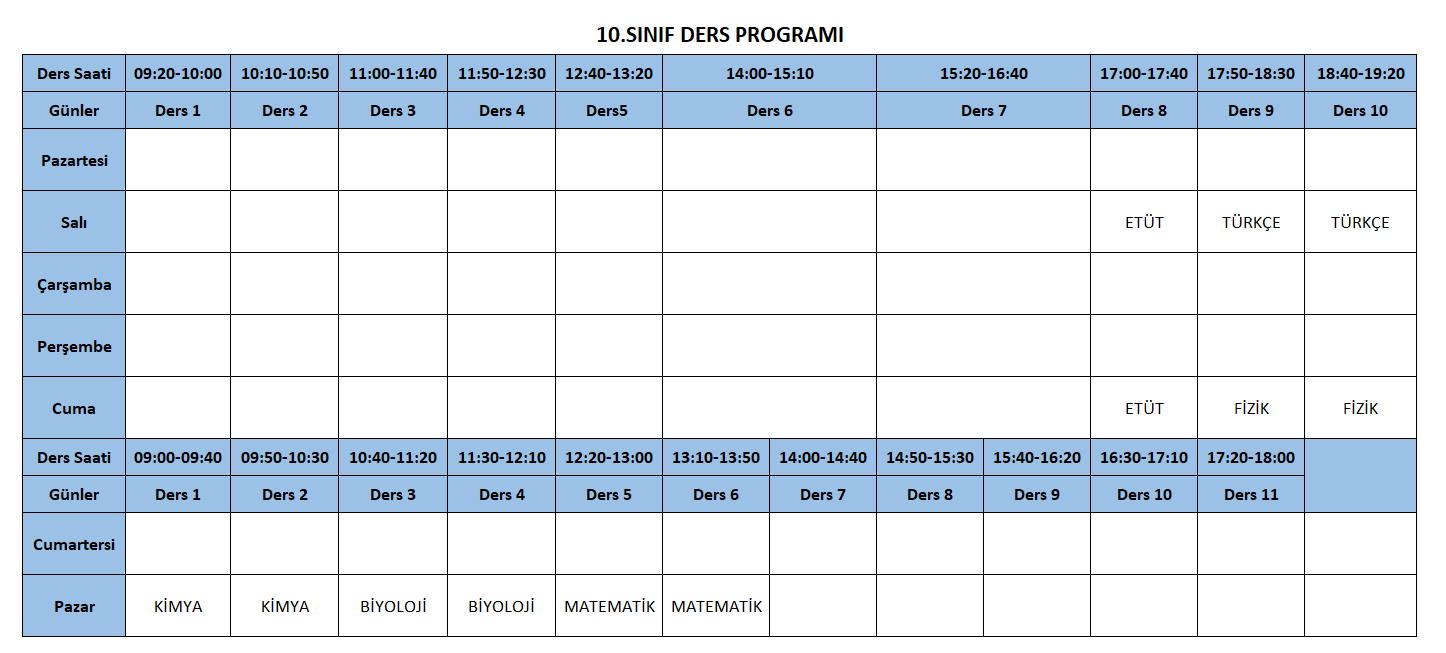 10.SINIF DERS PROGRAMI
Ders Saati 09:20-10:00 10:10-10:50 11:00-11:40 11:50-12:30 12:40-13:20 14:00-15:10 15:20-16:40 17:00-17:40 17:50-18:30 18:40-19:20
Günler Ders 1 Ders 2 Ders 3 Ders 4 Ders5 Ders 6 Ders 7 Ders 8 Ders 9 Ders 10
Pazartesi
Salı ETÜT TÜRKÇE TÜRKÇE
Çarşamba
Perşembe
Cuma ETÜT FİZİK FİZİK
Ders Saati 09:00-09:40 09:50-10:30 10:40-11:20 11:30-12:10 12:20-13:00 13:10-13:50 14:00-14:40 14:50-15:30 15:40-16:20 16:30-17:10 17:20-18:00
Günler Ders 1 Ders 2 Ders 3 Ders 4 Ders 5 Ders 6 Ders 7 Ders 8 Ders 9 Ders 10 Ders 11
Cumartersi
Pazar KİMYA KİMYA BİYOLOJİ BİYOLOJİ MATEMATİK MATEMATİK